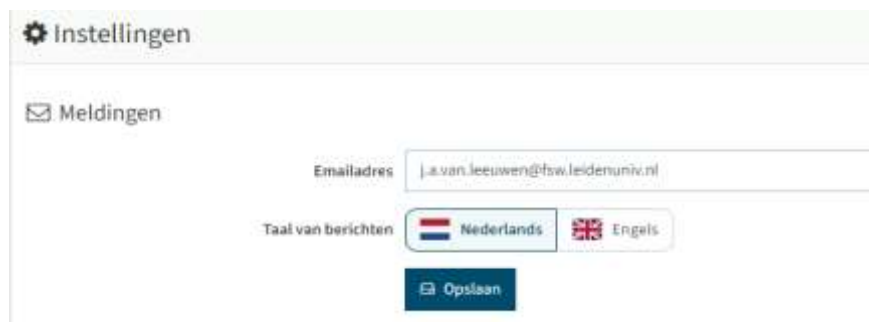 Instellingen
Meldingen
Emailadres j.a.van.leeuwen@fsw.leidenuniv.nl
Taal van berichten Nederlands Engels
Opslaan